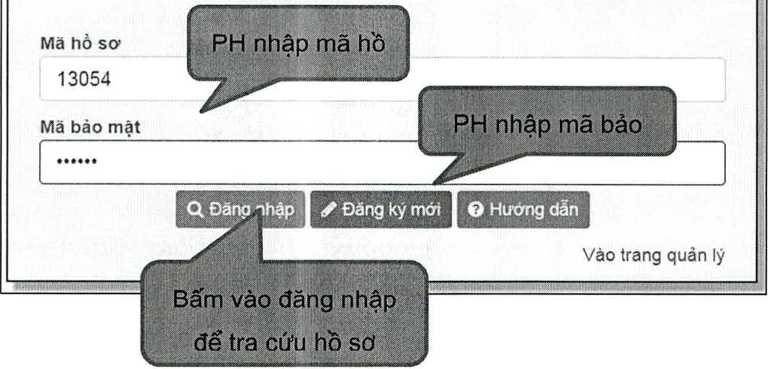 Mã hồ sơ
PH nhập mã hồ
13054
Mã bảo mật
PH nhập mã bảo
••••••
Đăng nhập
Đăng ký mới
Hướng dẫn
Vào trang quản lý
Bấm vào đăng nhập
để tra cứu hồ sơ